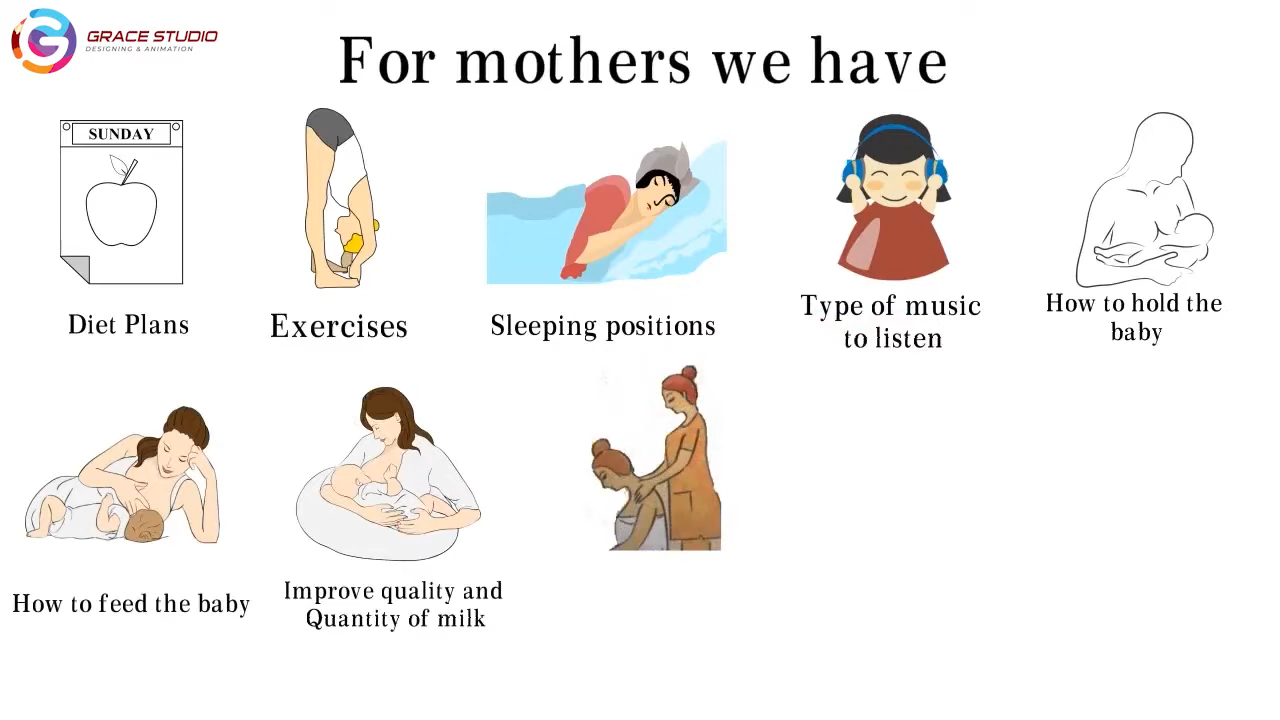 GRACE STUDIO
DESIGNING & ANIMATION
For mothers we have
SUNDAY
Diet Plans
Exercises
Sleeping positions
Type of music
to listen
How to hold the
baby
How to feed the baby
Improve quality and
Quantity of milk